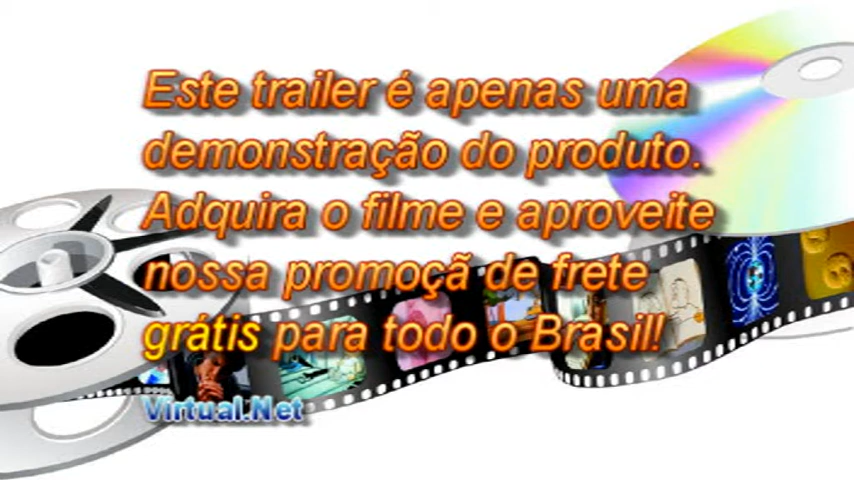 Este trailer é apenas uma
demonstração do produto.
Adquira o filme e aproveite
nossa promoçã de frete
grátis para todo o Brasil!
Virtual.Net